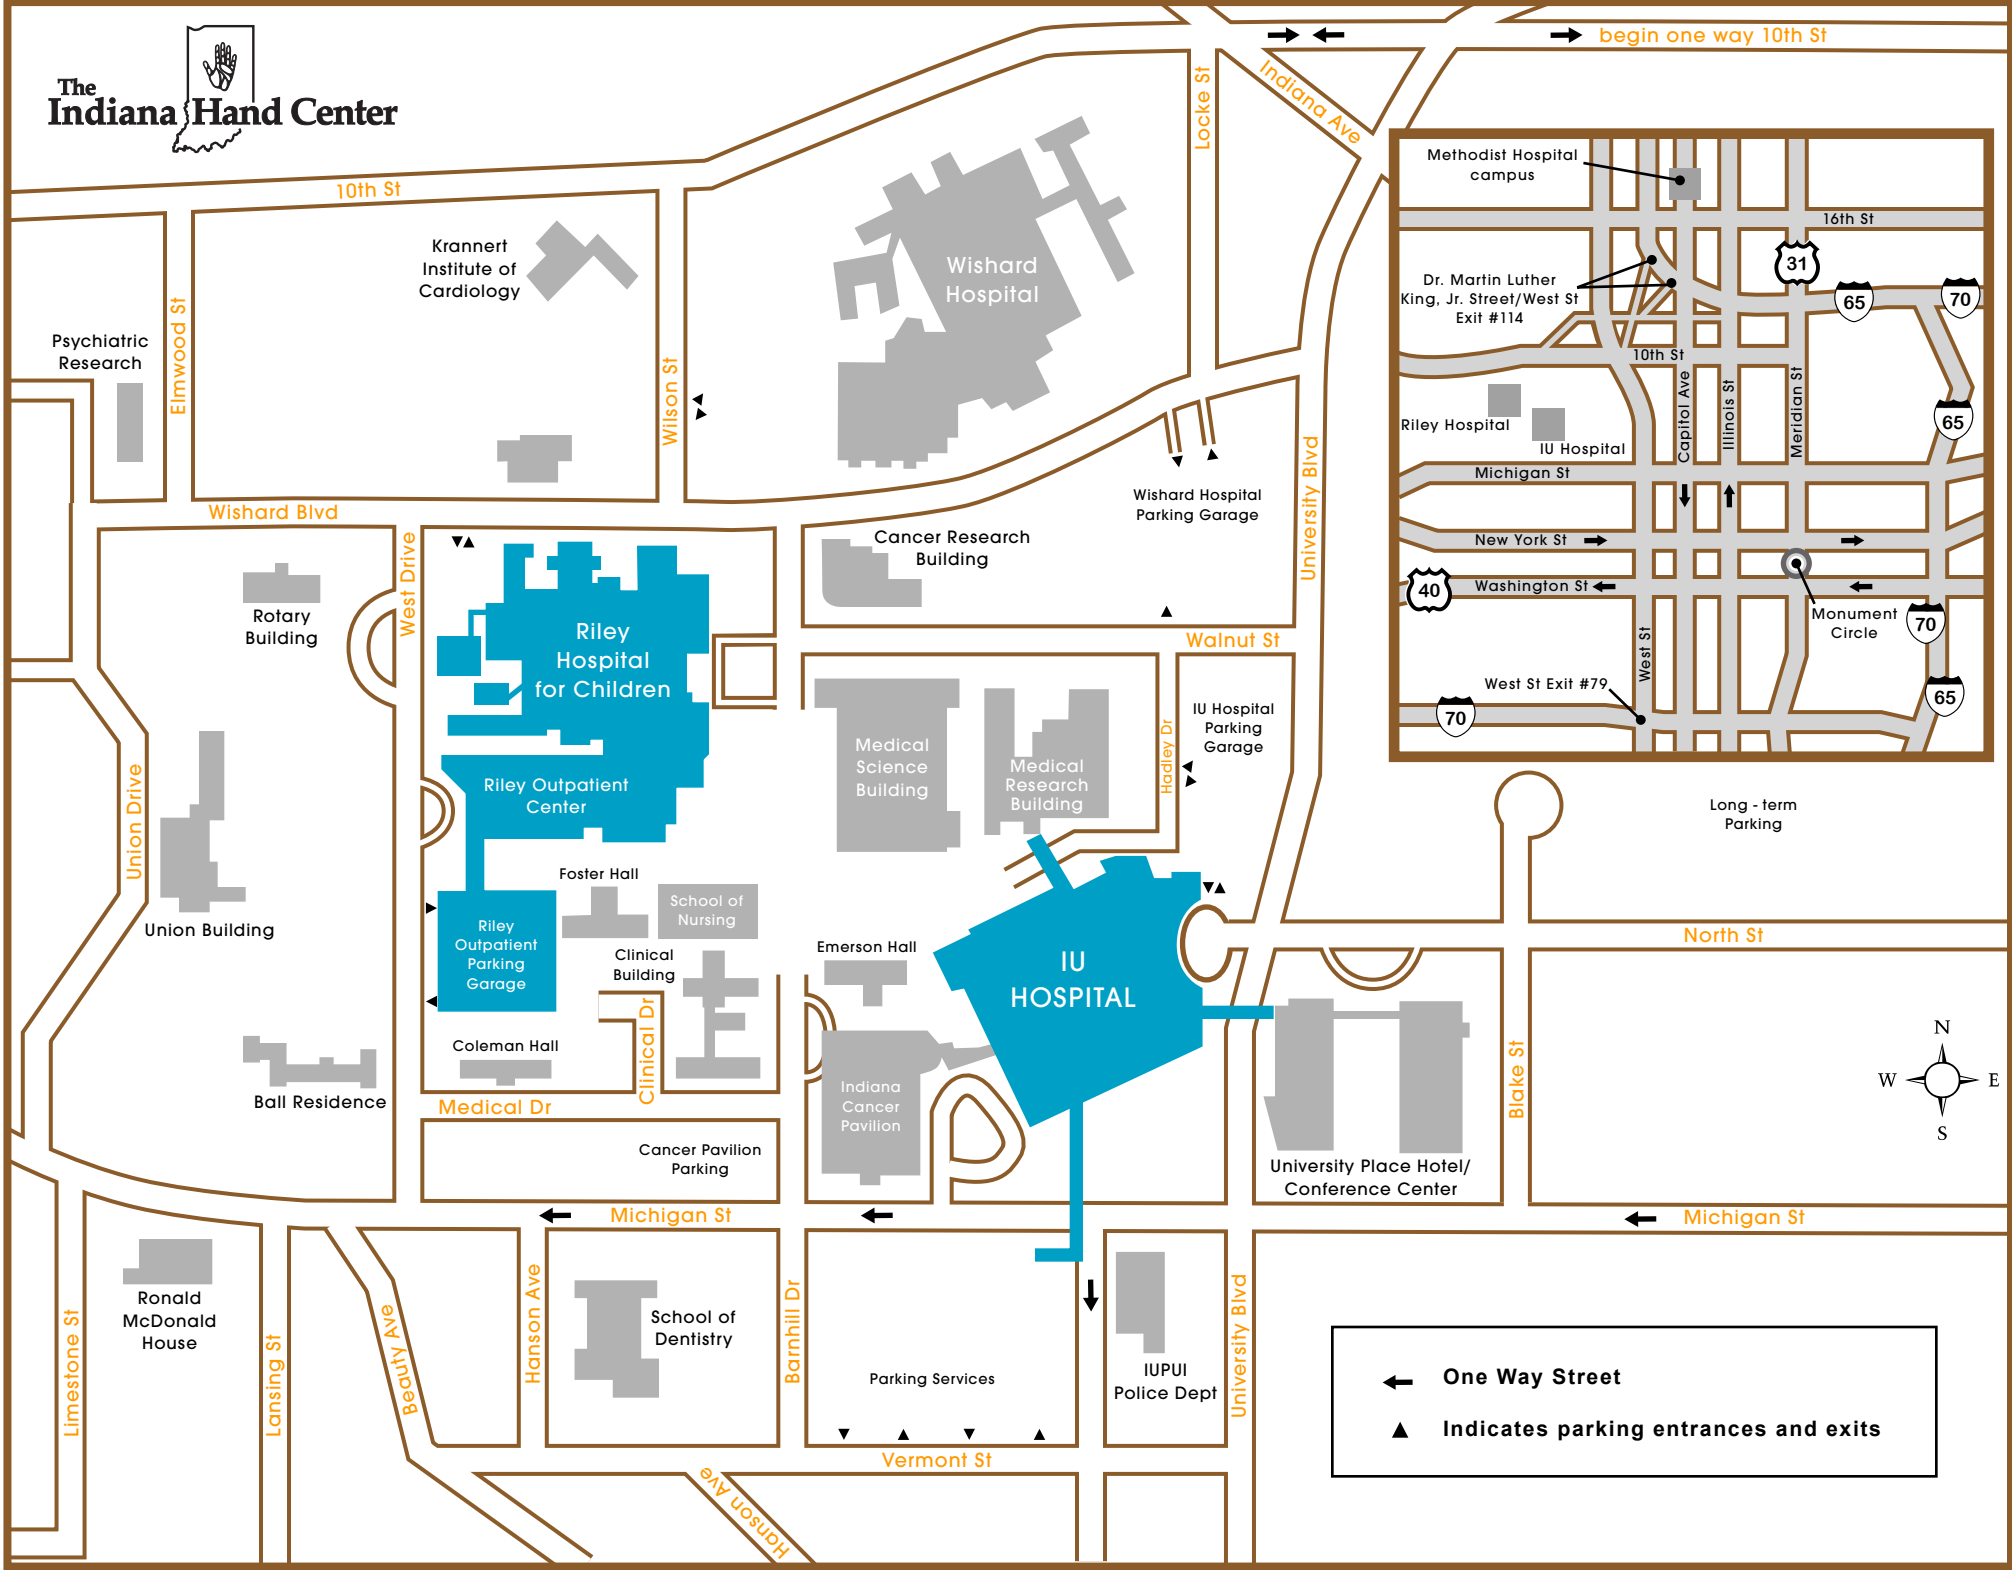 The
Indiana Hand Center
10th St
begin one way 10th St
Indiana Ave
Locke St
Krannert
Institute of
Cardiology
Wishard
Hospital
Psychiatric
Research
Elmwood St
Wilson St
Wishard Blvd
Wishard Hospital
Parking Garage
University Blvd
Methodist Hospital
campus
16th St
31
Dr. Martin Luther
King, Jr. Street/West St
Exit #114
65
70
10th St
Capitol Ave
Illinois St
Meridian St
65
Riley Hospital
IU Hospital
Michigan St
New York St
40
Washington St
Monument
Circle
70
West St
West St Exit #79
70
65
West Drive
Cancer Research
Building
Rotary
Building
Riley
Hospital
for Children
Walnut St
Riley Outpatient
Center
Medical
Science
Building
Medical
Research
Building
Hadley Dr
IU Hospital
Parking
Garage
Long - term
Parking
Union Drive
Union Building
Foster Hall
School of
Nursing
Riley
Outpatient
Parking
Garage
Clinical
Building
Emerson Hall
IU
HOSPITAL
North St
Clinical Dr
Coleman Hall
Ball Residence
Medical Dr
Indiana
Cancer
Pavilion
Blake St
N
W
E
S
Cancer Pavilion
Parking
University Place Hotel/
Conference Center
Michigan St
Michigan St
Ronald
McDonald
House
Limestone St
Lansing St
Beauty Ave
Hanson Ave
School of
Dentistry
Barnhill Dr
Parking Services
IUPUI
Police Dept
University Blvd
Vermont St
Hanson Ave
One Way Street
Indicates parking entrances and exits